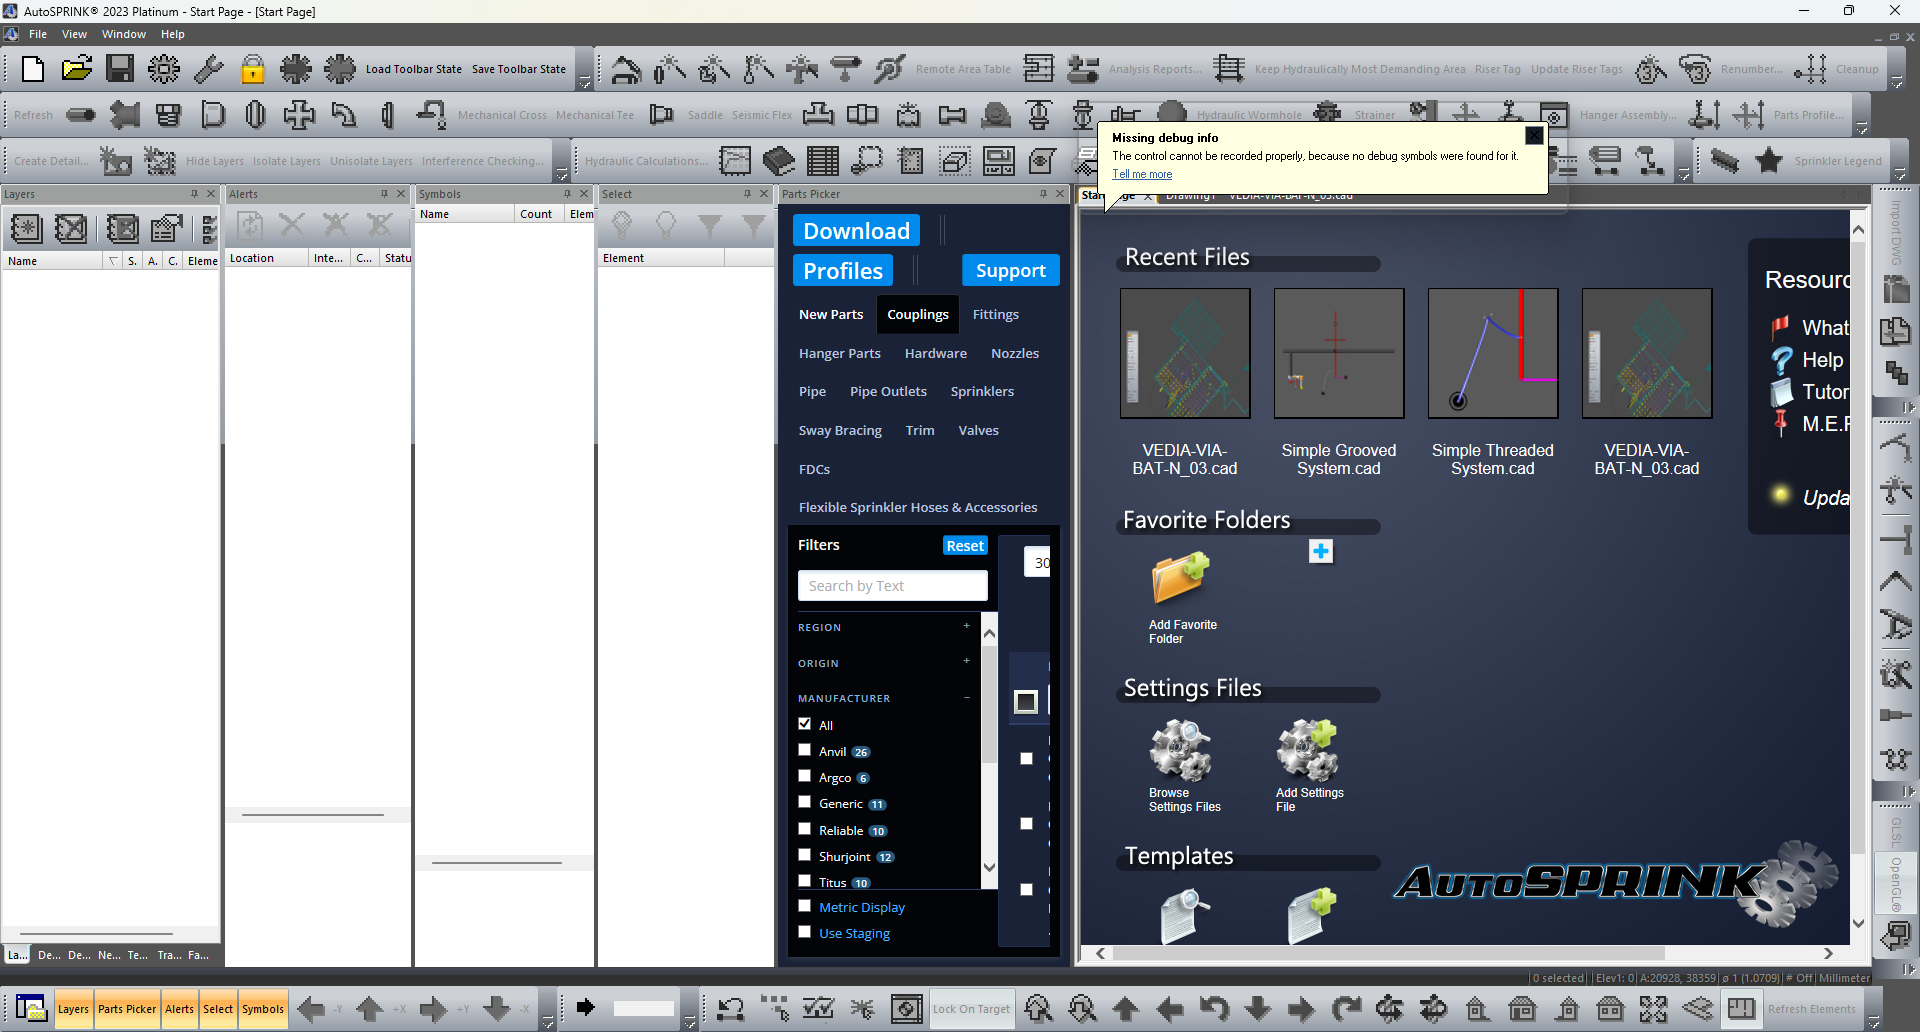 AutoSPRINK® 2023 Platinum - Start Page - [Start Page]
File View Window Help
Load Toolbar State Save Toolbar State
Remote Area Table
Analysis Reports...
Keep Hydraulically Most Demanding Area Riser Tag Update Riser Tags
Renumber...
Cleanup
Refresh
Mechanical Cross Mechanical Tee
Saddle Seismic Flex
Hydraulic Wormhole
Strainer
Hanger Assembly...
Parts Profile...
Create Detail...
Hide Layers Isolate Layers Unisolate Layers Interference Checking...
Hydraulic Calculations...
Sprinkler Legend
Missing debug info
The control cannot be recorded properly, because no debug symbols were found for it.
Tell me more
Layers
Name S. A. C. Eleme
Alerts
Location Inte... C... Statu
Symbols
Name Count Elem
Select
Element
Parts Picker
Download
Profiles Support
New Parts Couplings Fittings
Hanger Parts Hardware Nozzles
Pipe Pipe Outlets Sprinklers
Sway Bracing Trim Valves
FDCs
Flexible Sprinkler Hoses & Accessories
Filters Reset
30
Search by Text
REGION +
ORIGIN +
MANUFACTURER −
All
Anvil 26
Argco 6
Generic 11
Reliable 10
Shurjoint 12
Titus 10
Metric Display
Use Staging
Recent Files
VEDIA-VIA-
BAT-N_03.cad
Simple Grooved
System.cad
Simple Threaded
System.cad
VEDIA-VIA-
BAT-N_03.cad
Resourc
What
Help
Tutor
Upda
Favorite Folders
Add Favorite
Folder
Settings Files
Browse
Settings Files
Add Settings
File
Templates
AutoSPRINK
Import DWG
GLSL
OpenGL®
La... De... De... Ne... Te... Tra... Fa...
0 selected Elev1: 0 A:20928, 38359 ø 1 (1.0709) # Off Millimeter
Layers Parts Picker Alerts Select Symbols
-Y +X +Y -X
Lock On Target
Refresh Elements